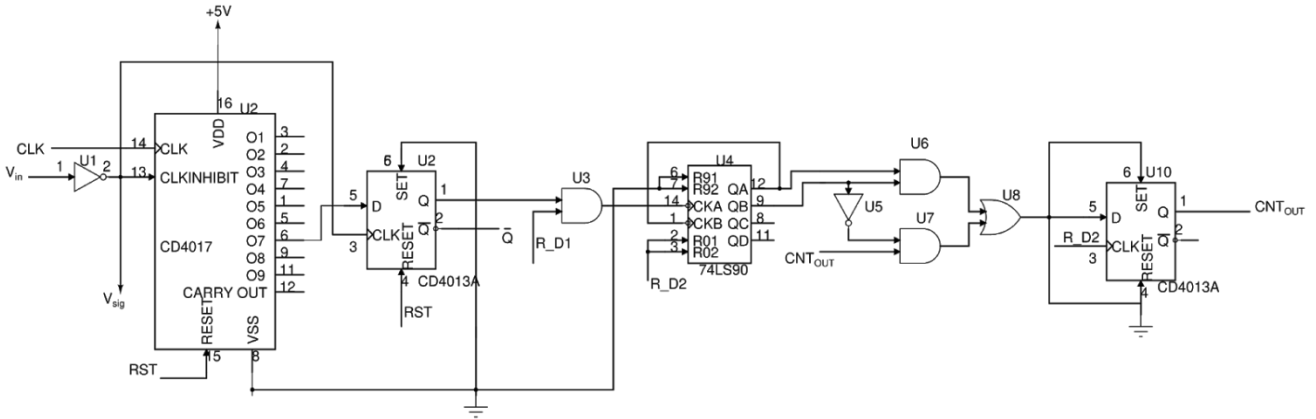 +5V
16 U2
VDD
CLK 14 CLK
V_in 1 U1 2 13 CLKINHIBIT
CD4017
O1 3
O2 2
O3 4
O4 7
O5 1
O6 5
O7 6
O8 9
O9 11
CARRY OUT 12
RESET
VSS
15
8
RST
V_sig
6 U2
SET
5 D
Q 1
3 CLK
Q̅ 2
Q̅
RESET
4 CD4013A
RST
U3
R_D1
U4
6 R91
7 R92 QA 12
14 CKA QB 9
1 CKB QC 8
2 R01 QD 11
3 R02
74LS90
R_D2
U6
U5
U7
CNT_OUT
U8
6 U10
SET
5 D Q 1
CNT_OUT
R_D2
CLK Q̅ 2
3
RESET
4 CD4013A